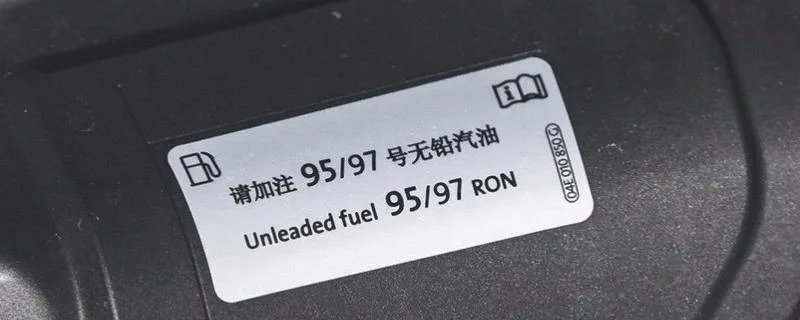 请加注 95/97 号无铅汽油
Unleaded fuel 95/97 RON
04E 010 850 G